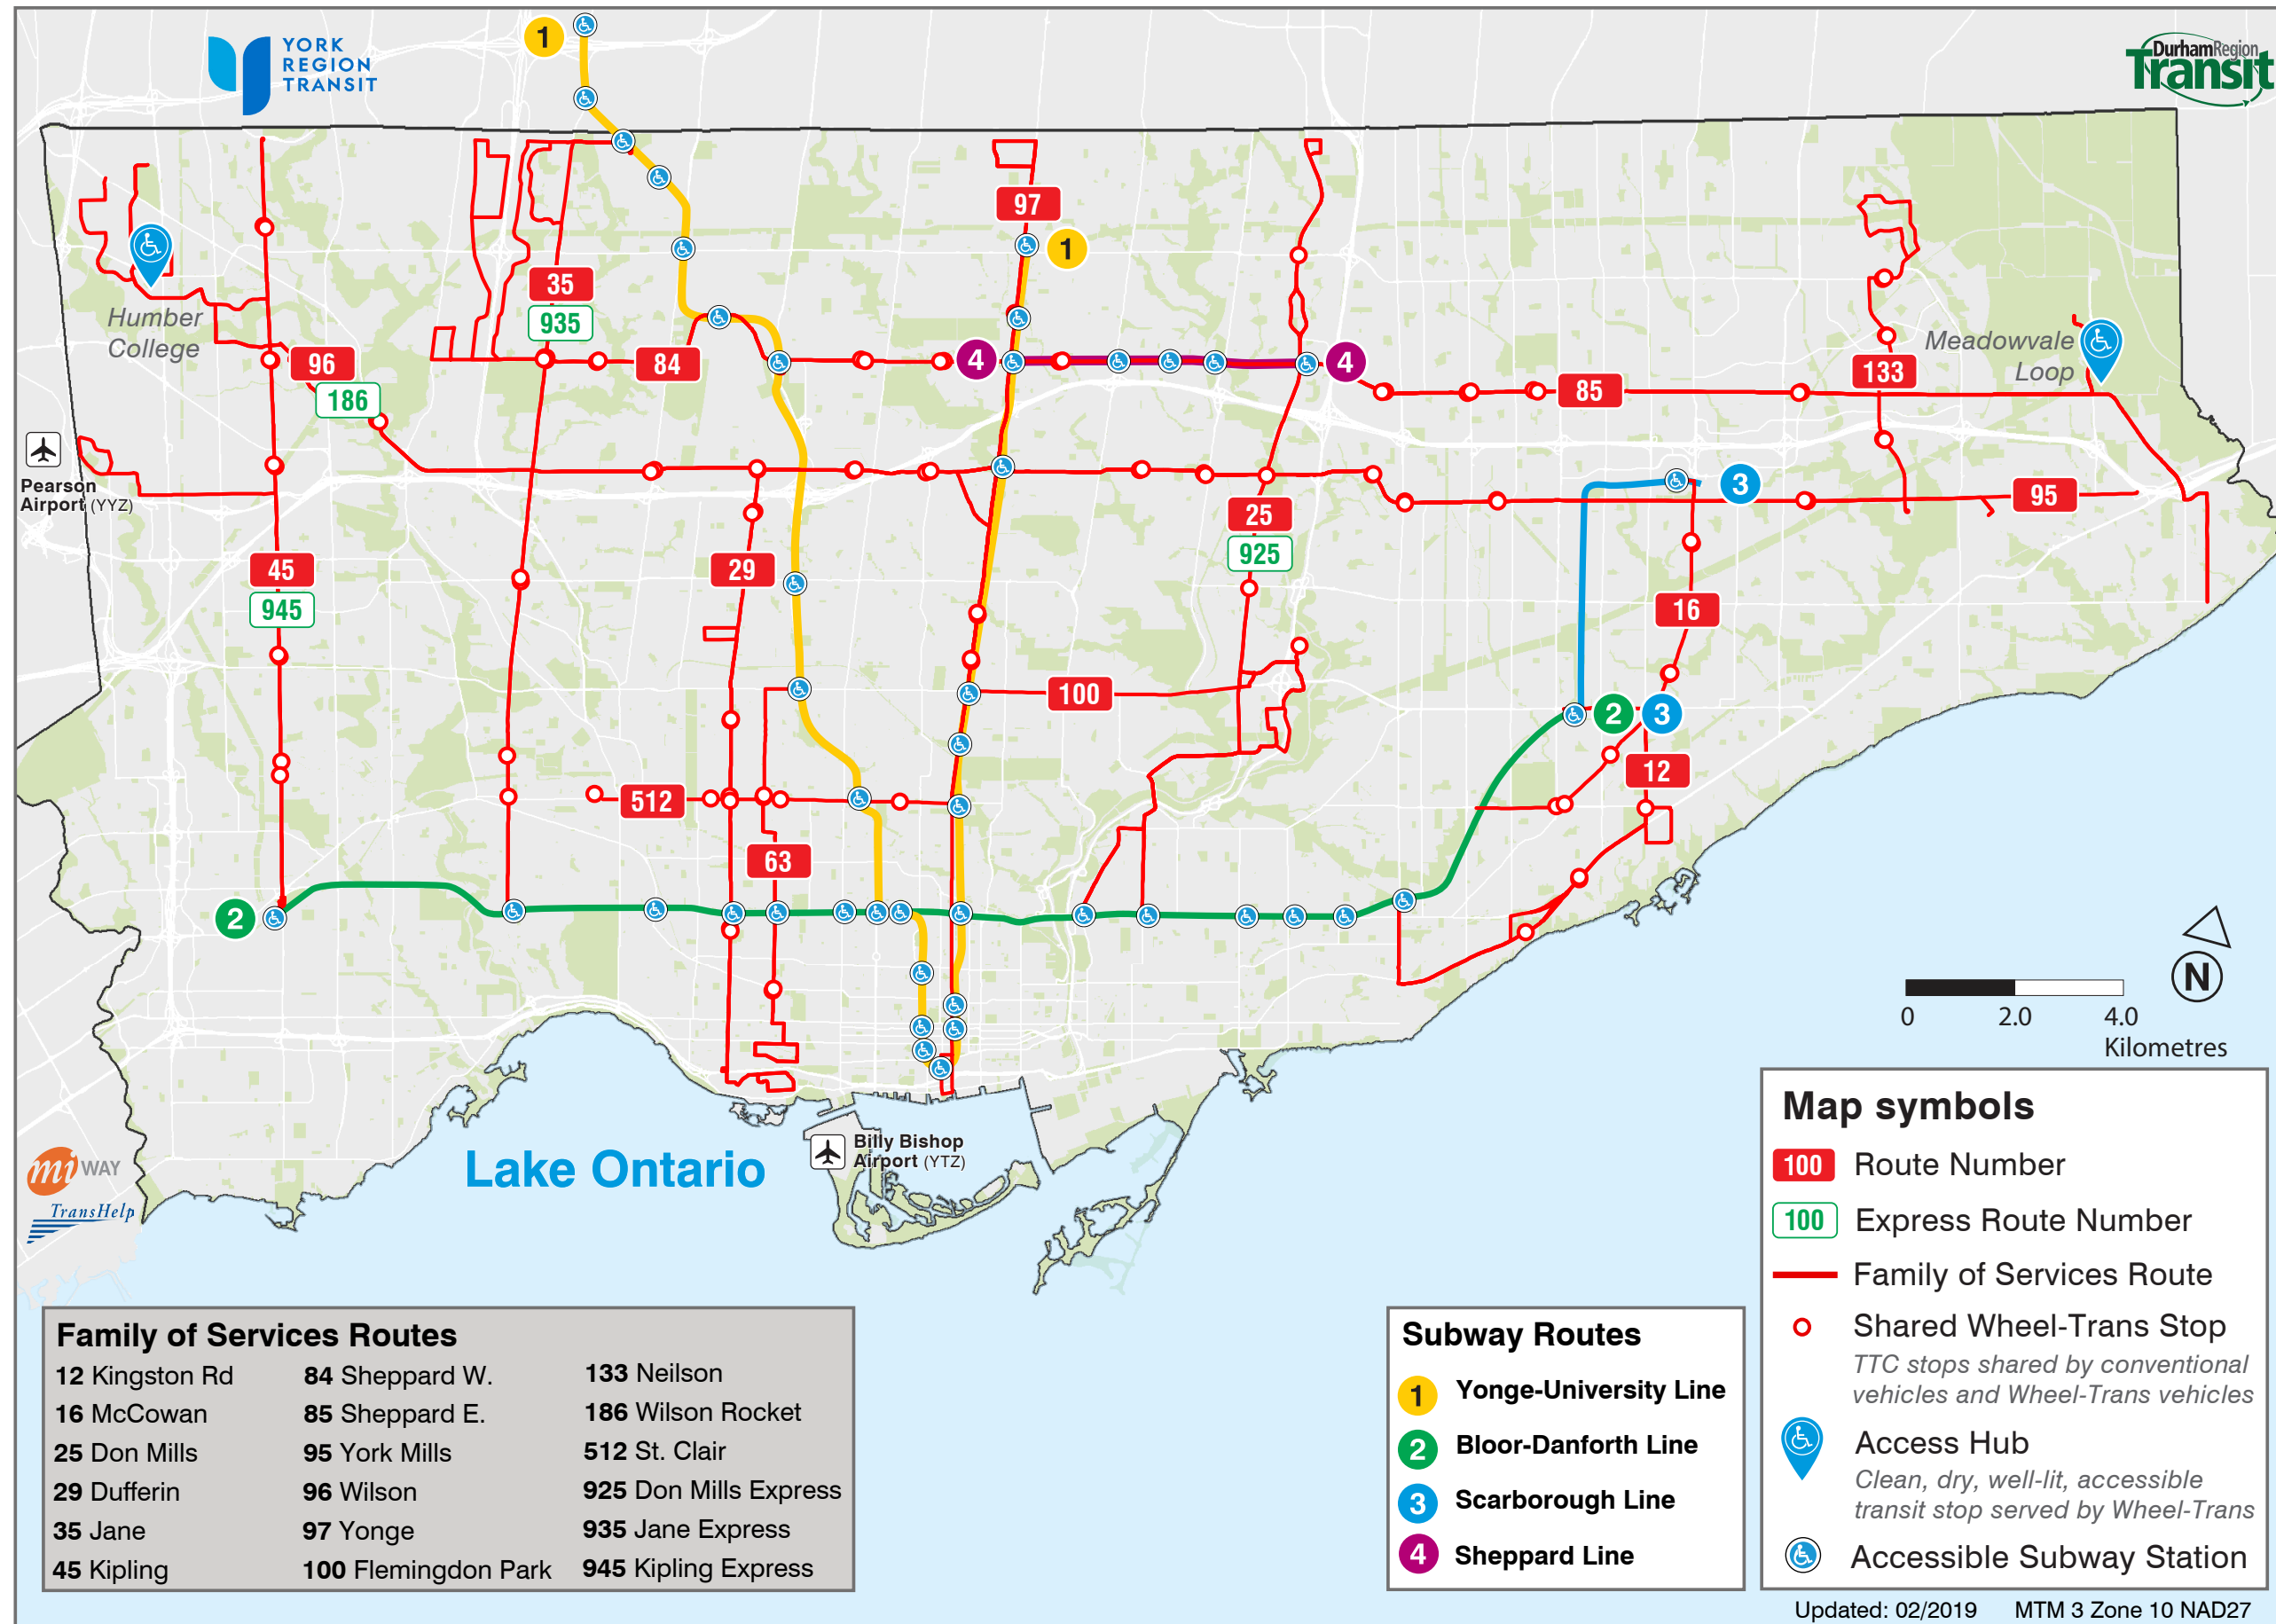 1
YORK
REGION
TRANSIT
DurhamRegion
Transit
97
1
35
935
Humber
College
96
186
84
4
4
85
133
Meadowvale
Loop
Pearson
Airport (YYZ)
3
95
25
925
45
945
29
16
100
2
3
12
512
63
2
N
0
2.0
4.0
Kilometres
Billy Bishop
Airport (YTZ)
Lake Ontario
mi WAY
TransHelp
Map symbols
100 Route Number
100 Express Route Number
Family of Services Route
Shared Wheel-Trans Stop
TTC stops shared by conventional
vehicles and Wheel-Trans vehicles
Access Hub
Clean, dry, well-lit, accessible
transit stop served by Wheel-Trans
Accessible Subway Station
Family of Services Routes
12 Kingston Rd
16 McCowan
25 Don Mills
29 Dufferin
35 Jane
45 Kipling
84 Sheppard W.
85 Sheppard E.
95 York Mills
96 Wilson
97 Yonge
100 Flemingdon Park
133 Neilson
186 Wilson Rocket
512 St. Clair
925 Don Mills Express
935 Jane Express
945 Kipling Express
Subway Routes
1 Yonge-University Line
2 Bloor-Danforth Line
3 Scarborough Line
4 Sheppard Line
Updated: 02/2019 MTM 3 Zone 10 NAD27